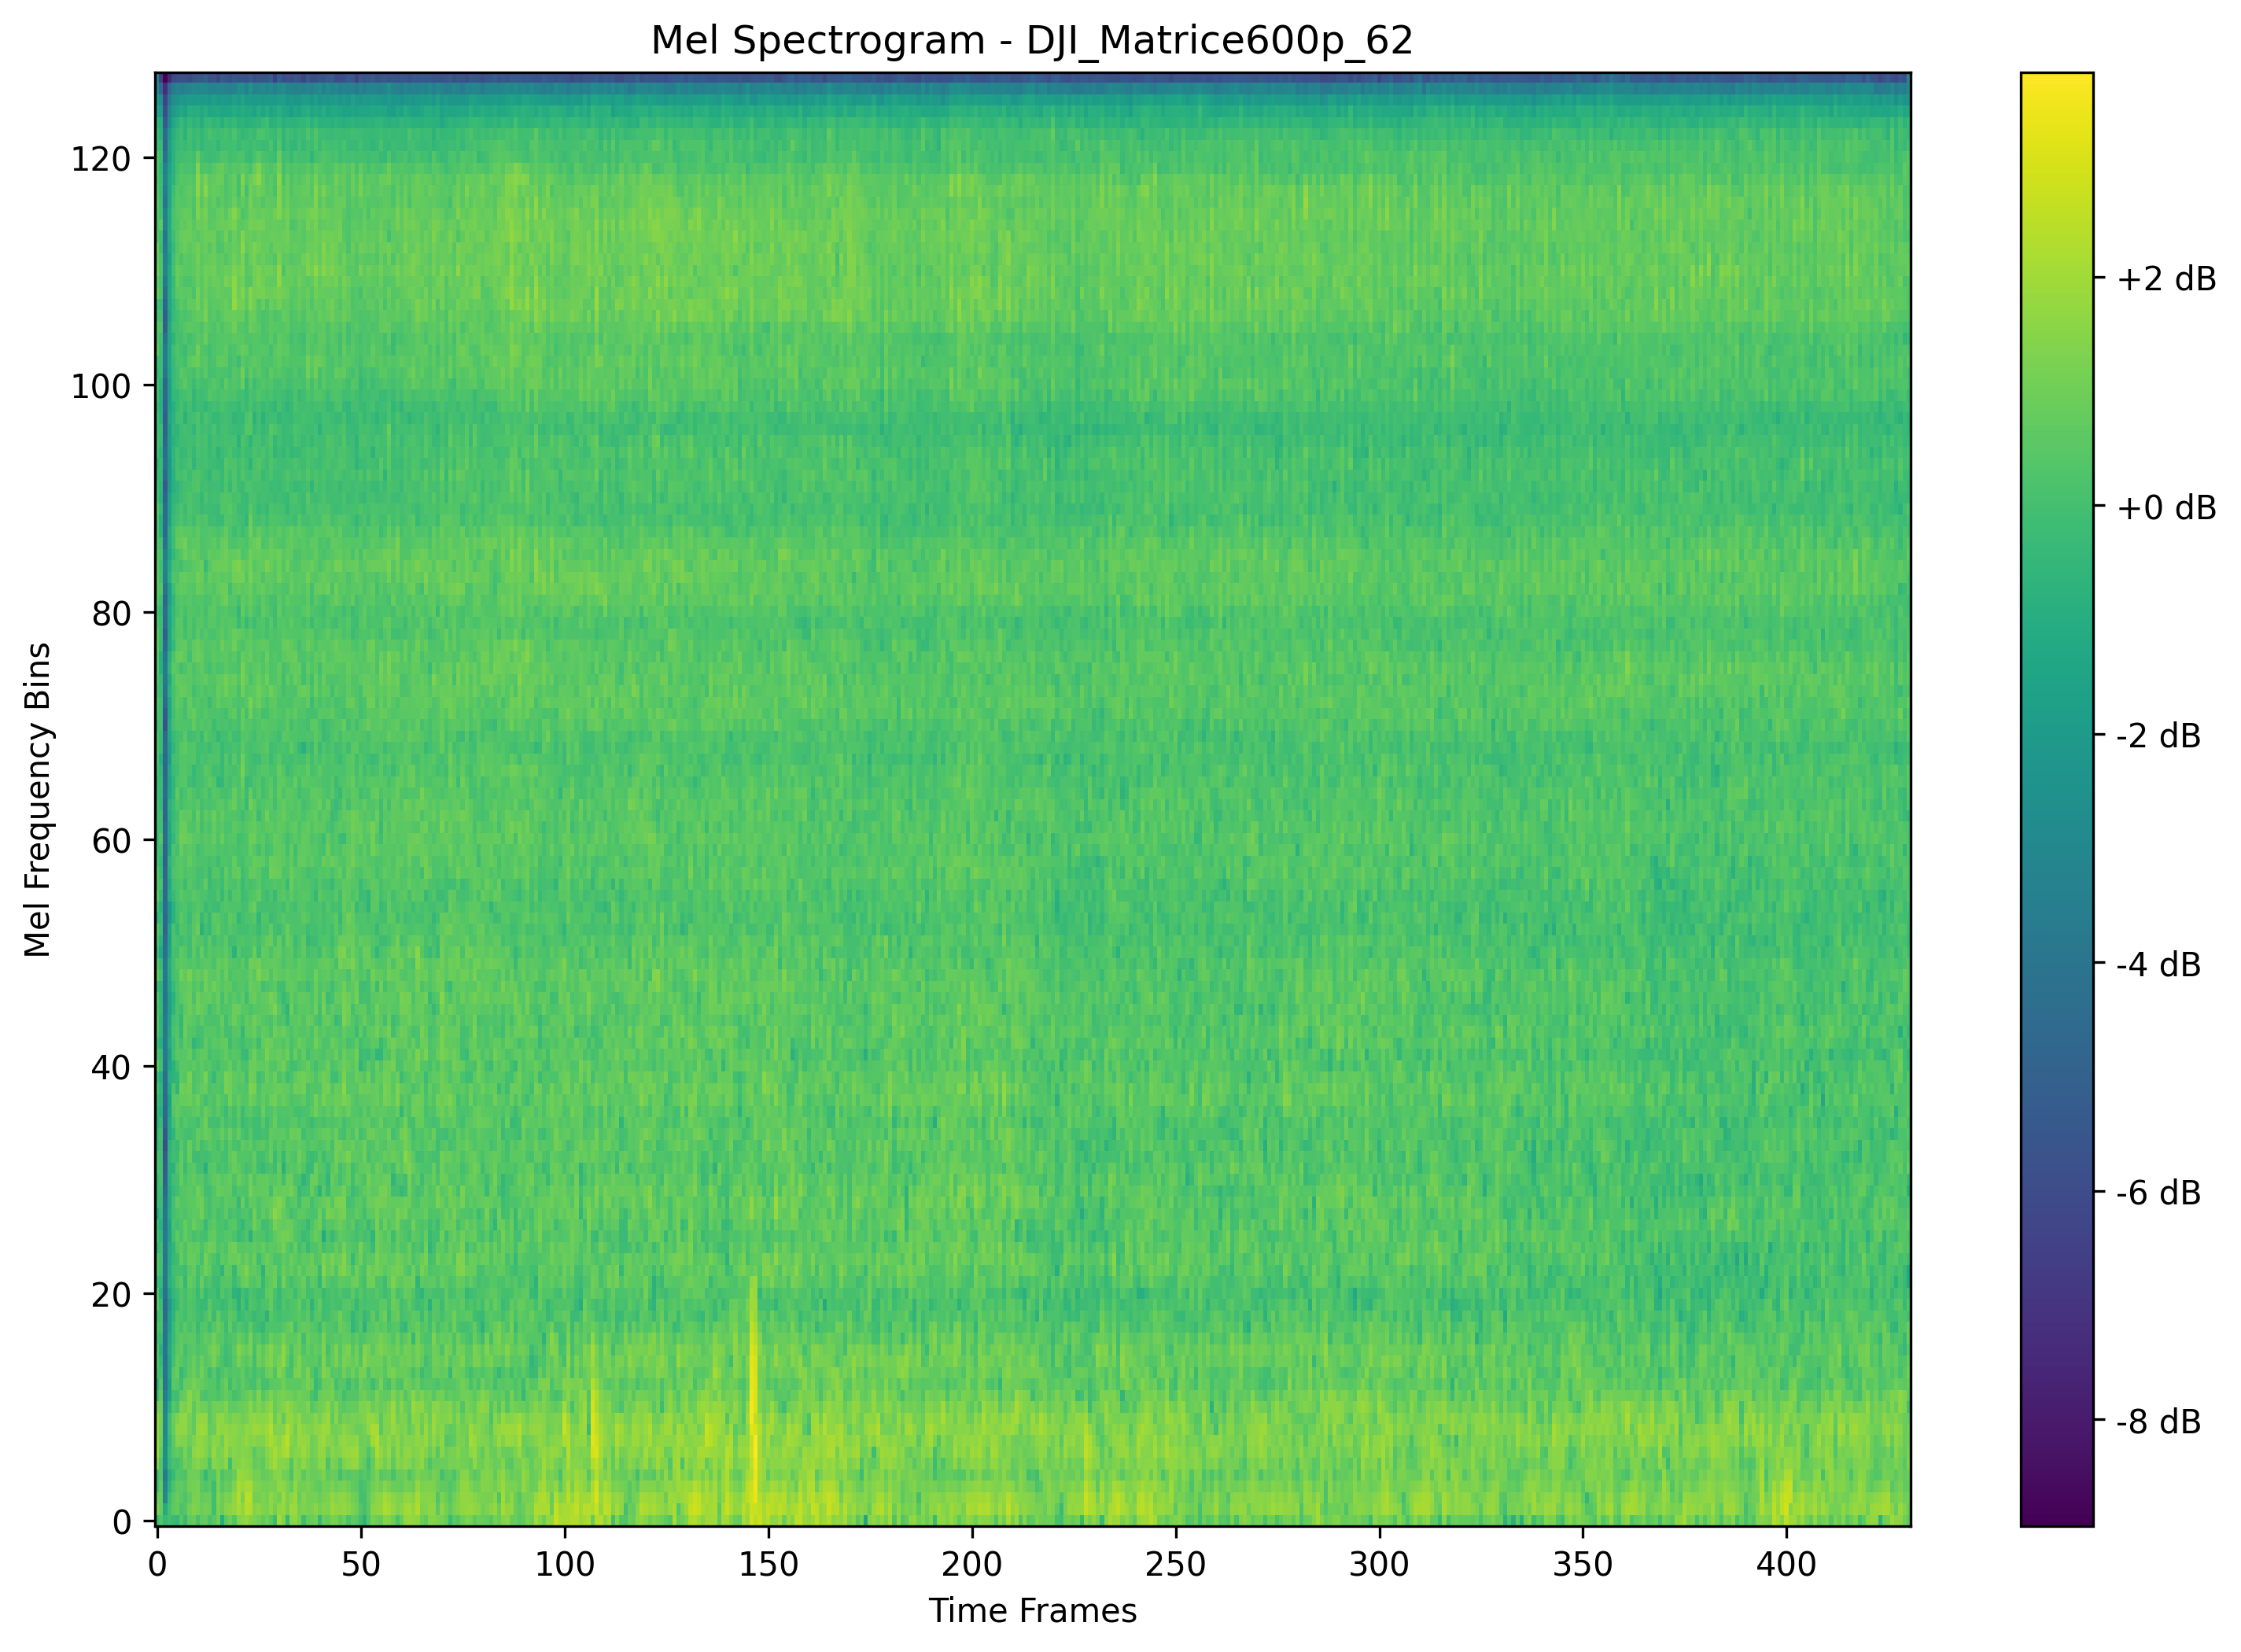 Mel Spectrogram - DJI_Matrice600p_62
Mel Frequency Bins
120
100
80
60
40
20
0
0 50 100 150 200 250 300 350 400
Time Frames
+2 dB
+0 dB
-2 dB
-4 dB
-6 dB
-8 dB